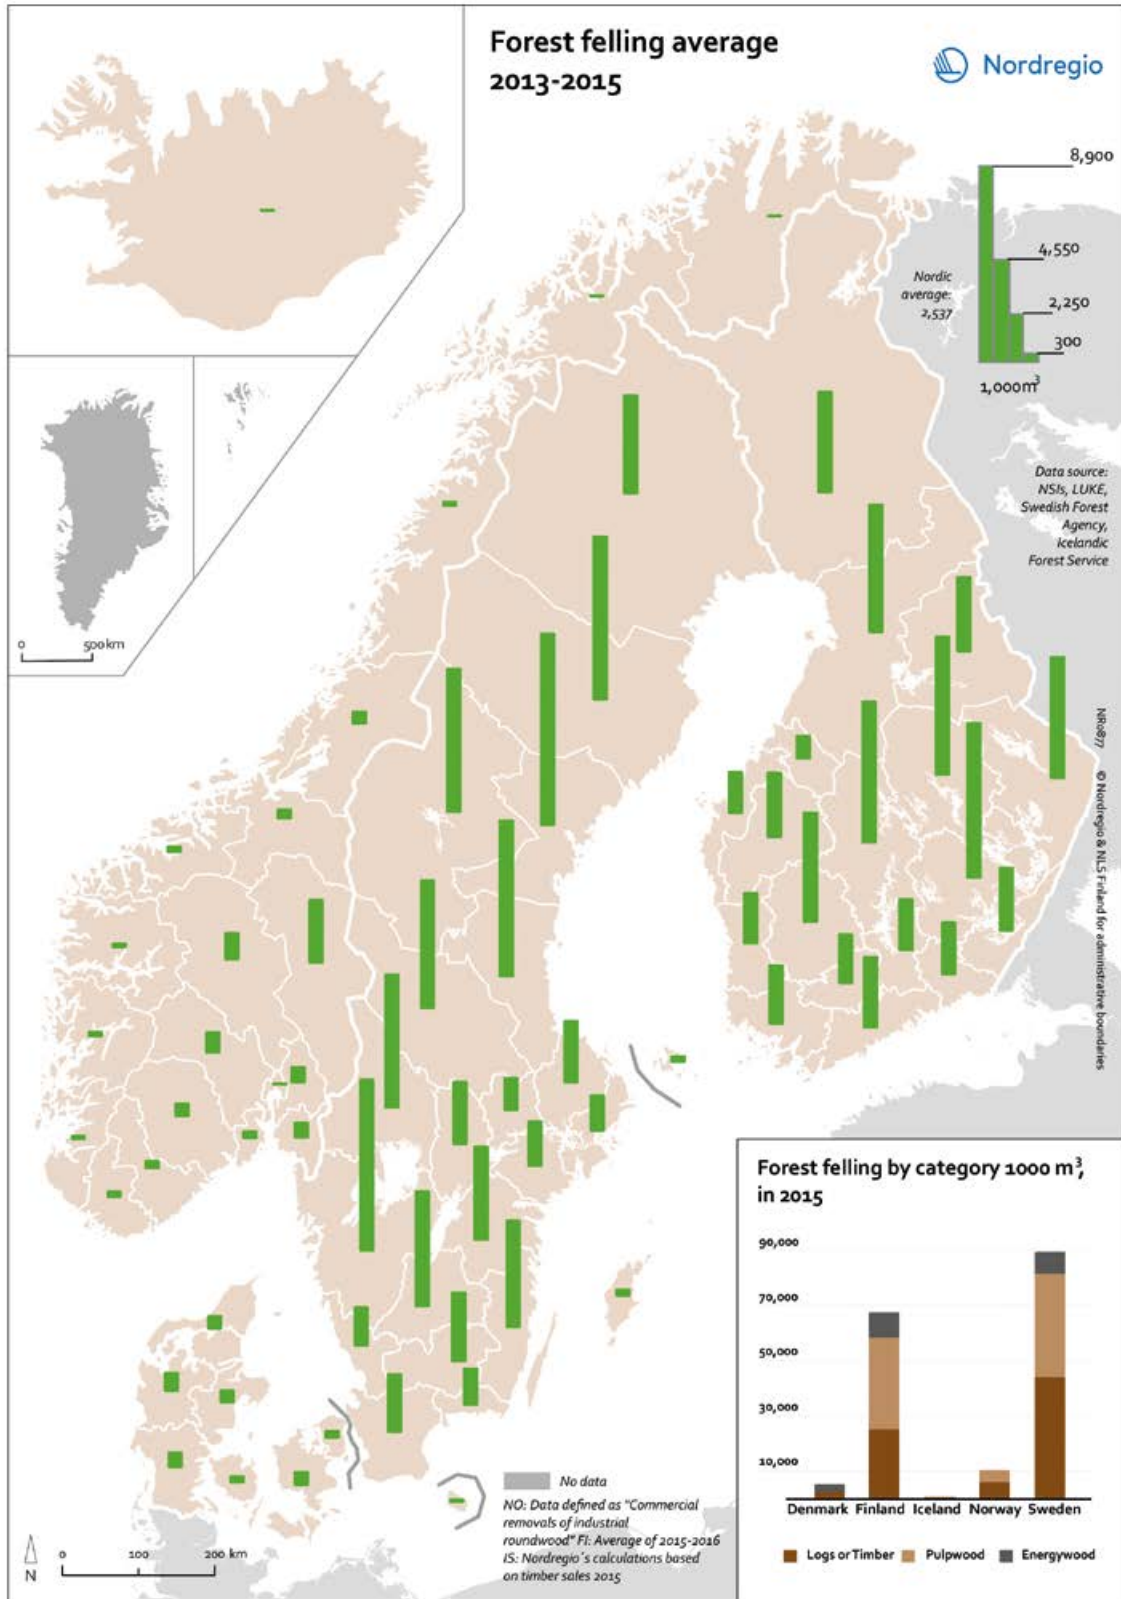 Forest felling average
2013-2015
Nordregio
8,900
4,550
2,250
300
Nordic
average:
2,537
1,000m³
Data source:
NSIs, LUKE,
Swedish Forest
Agency,
Icelandic
Forest Service
0 500 km
NR0877 © Nordregio & NLS Finland for administrative boundaries
No data
NO: Data defined as "Commercial
removals of industrial
roundwood" FI: Average of 2015-2016
IS: Nordregio´s calculations based
on timber sales 2015
N
0 100 200 km
Forest felling by category 1000 m³,
in 2015
90,000
70,000
50,000
30,000
10,000
Denmark Finland Iceland Norway Sweden
Logs or Timber Pulpwood Energywood